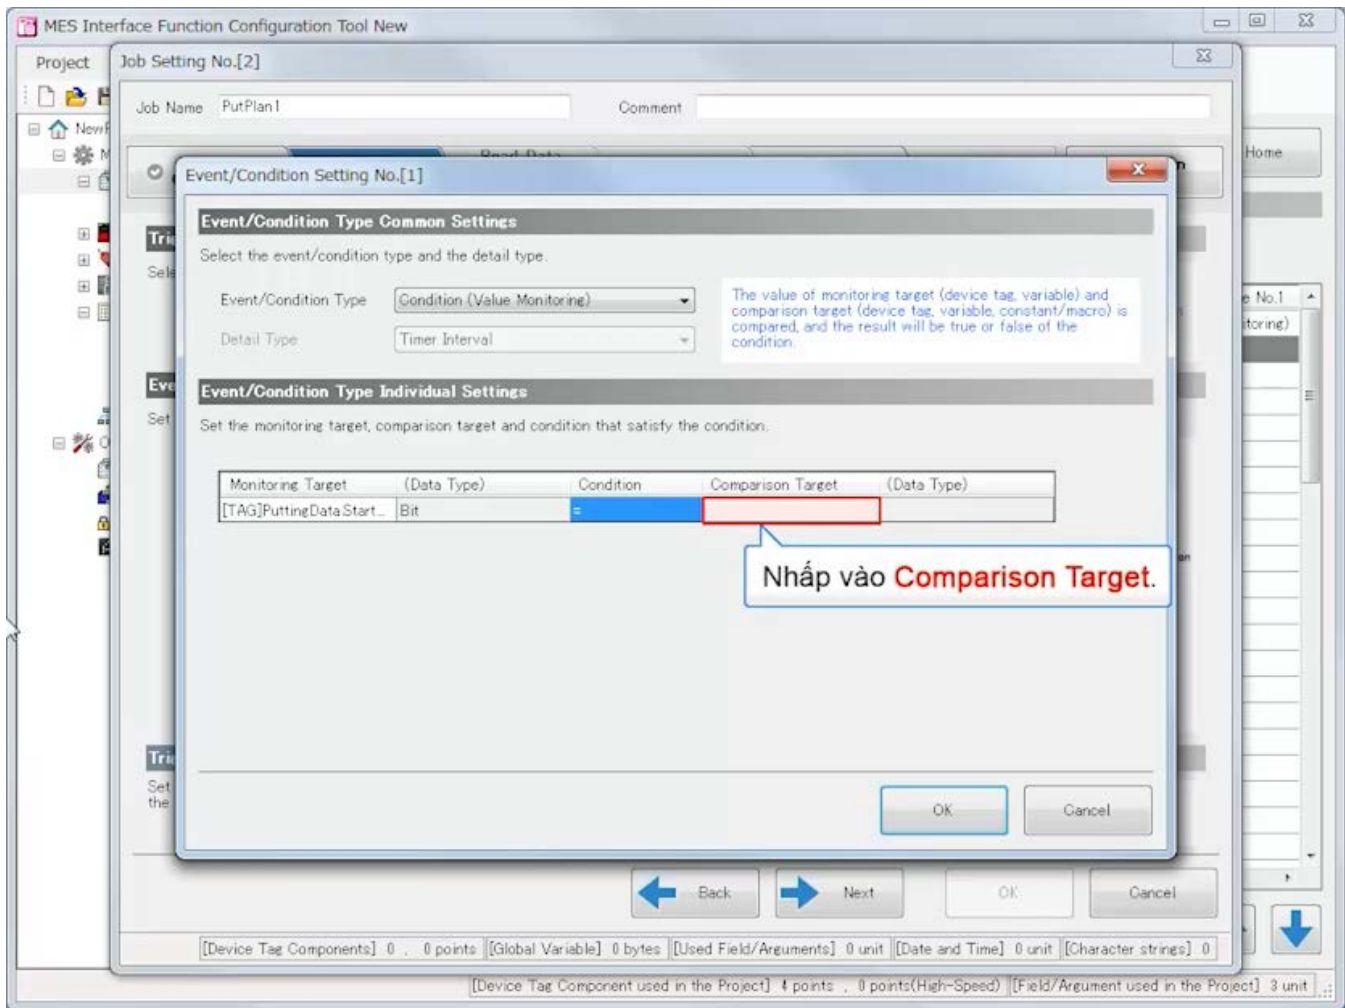 MES Interface Function Configuration Tool New
Project
Job Setting No.[2]
Job Name PutPlan1 Comment
Home
Event/Condition Setting No.[1]
Event/Condition Type Common Settings
Select the event/condition type and the detail type.
Event/Condition Type Condition (Value Monitoring)
Detail Type Timer Interval
The value of monitoring target (device tag, variable) and
comparison target (device tag, variable, constant/macro) is
compared, and the result will be true or false of the
condition.
Event/Condition Type Individual Settings
Set the monitoring target, comparison target and condition that satisfy the condition.
Monitoring Target (Data Type) Condition Comparison Target (Data Type)
[TAG]PuttingDataStart... Bit =
Nhấp vào Comparison Target.
OK Cancel
Set
the
Back Next OK Cancel
[Device Tag Components] 0 , 0 points [Global Variable] 0 bytes [Used Field/Arguments] 0 unit [Date and Time] 0 unit [Character strings] 0
[Device Tag Component used in the Project] 4 points , 0 points(High-Speed) [Field/Argument used in the Project] 3 unit